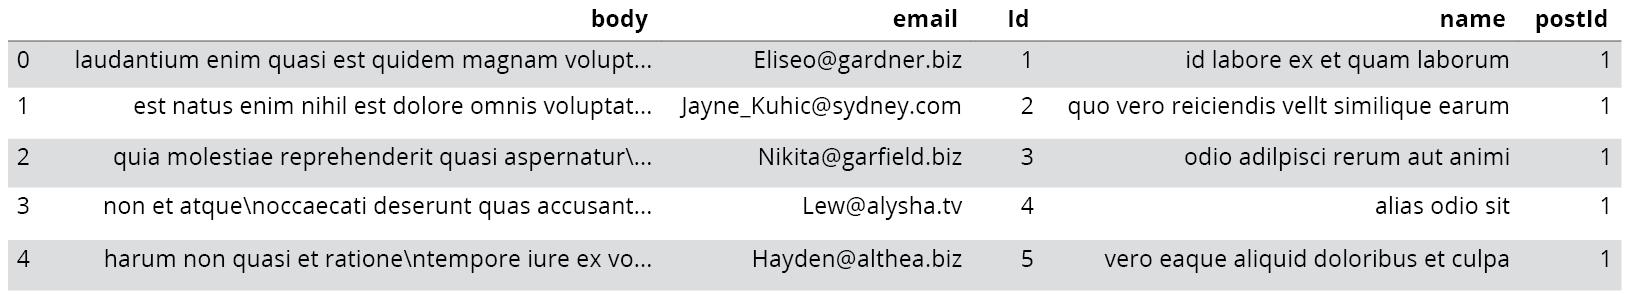 body email Id name postId
0 laudantium enim quasi est quidem magnam volupt... Eliseo@gardner.biz 1 id labore ex et quam laborum 1
1 est natus enim nihil est dolore omnis voluptat... Jayne_Kuhic@sydney.com 2 quo vero reiciendis vellt similique earum 1
2 quia molestiae reprehenderit quasi aspernatur\... Nikita@garfield.biz 3 odio adilpisci rerum aut animi 1
3 non et atque\noccaecati deserunt quas accusant... Lew@alysha.tv 4 alias odio sit 1
4 harum non quasi et ratione\ntempore iure ex vo... Hayden@althea.biz 5 vero eaque aliquid doloribus et culpa 1